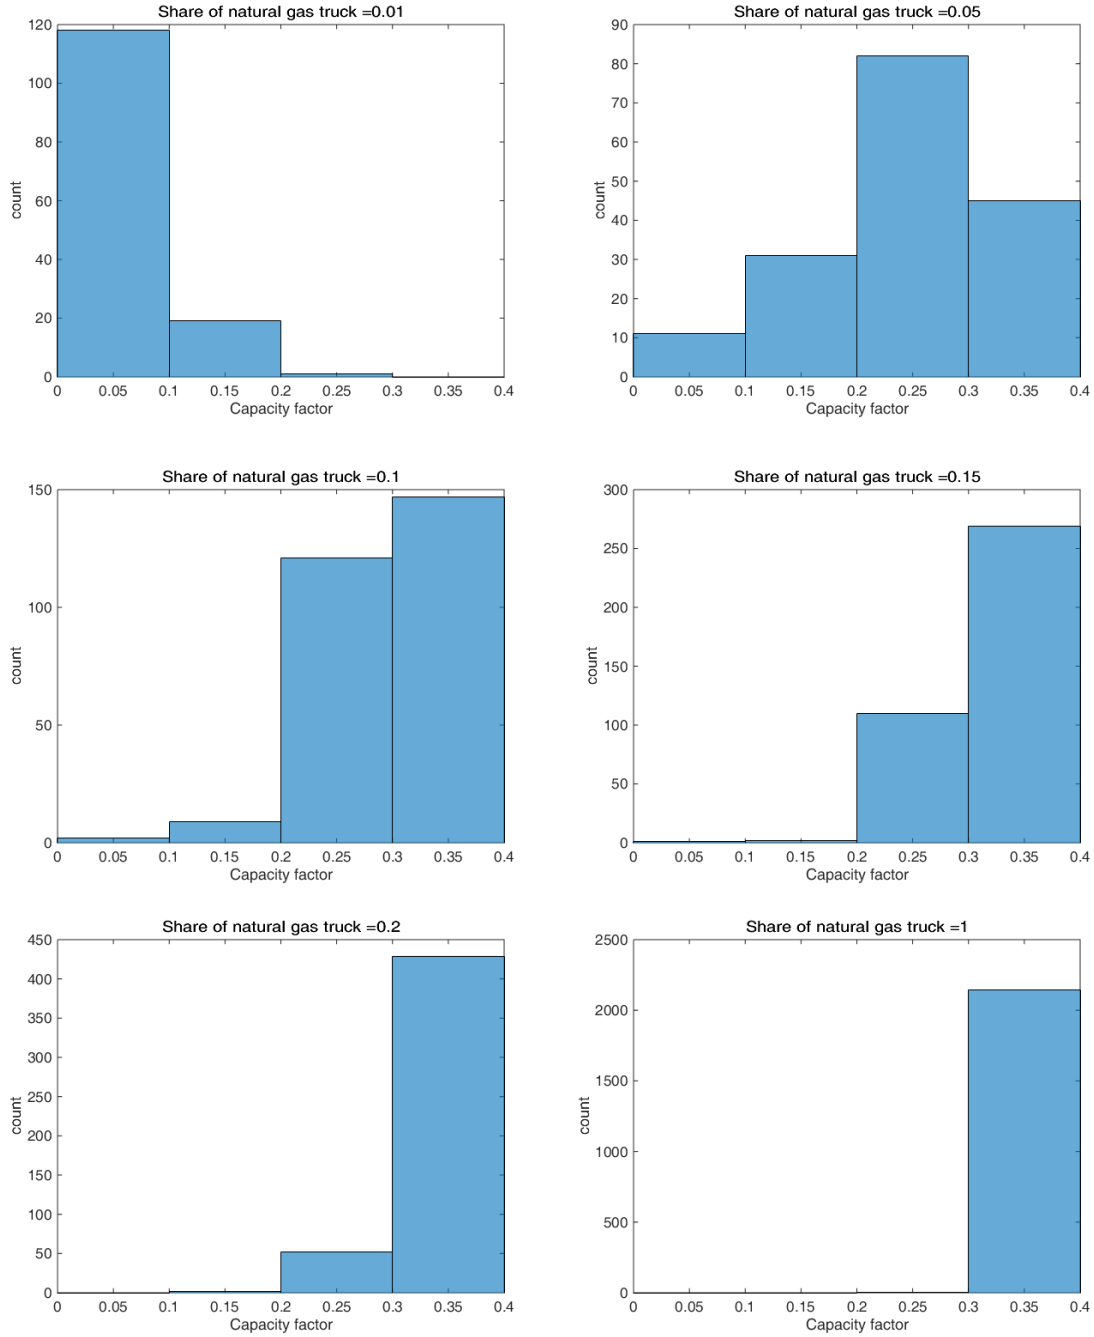 Share of natural gas truck =0.01
120
100
80
60
40
20
0
count
0 0.05 0.1 0.15 0.2 0.25 0.3 0.35 0.4
Capacity factor
Share of natural gas truck =0.05
90
80
70
60
50
40
30
20
10
0
count
0 0.05 0.1 0.15 0.2 0.25 0.3 0.35 0.4
Capacity factor
Share of natural gas truck =0.1
150
100
50
0
count
0 0.05 0.1 0.15 0.2 0.25 0.3 0.35 0.4
Capacity factor
Share of natural gas truck =0.15
300
250
200
150
100
50
0
count
0 0.05 0.1 0.15 0.2 0.25 0.3 0.35 0.4
Capacity factor
Share of natural gas truck =0.2
450
400
350
300
250
200
150
100
50
0
count
0 0.05 0.1 0.15 0.2 0.25 0.3 0.35 0.4
Capacity factor
Share of natural gas truck =1
2500
2000
1500
1000
500
0
count
0 0.05 0.1 0.15 0.2 0.25 0.3 0.35 0.4
Capacity factor